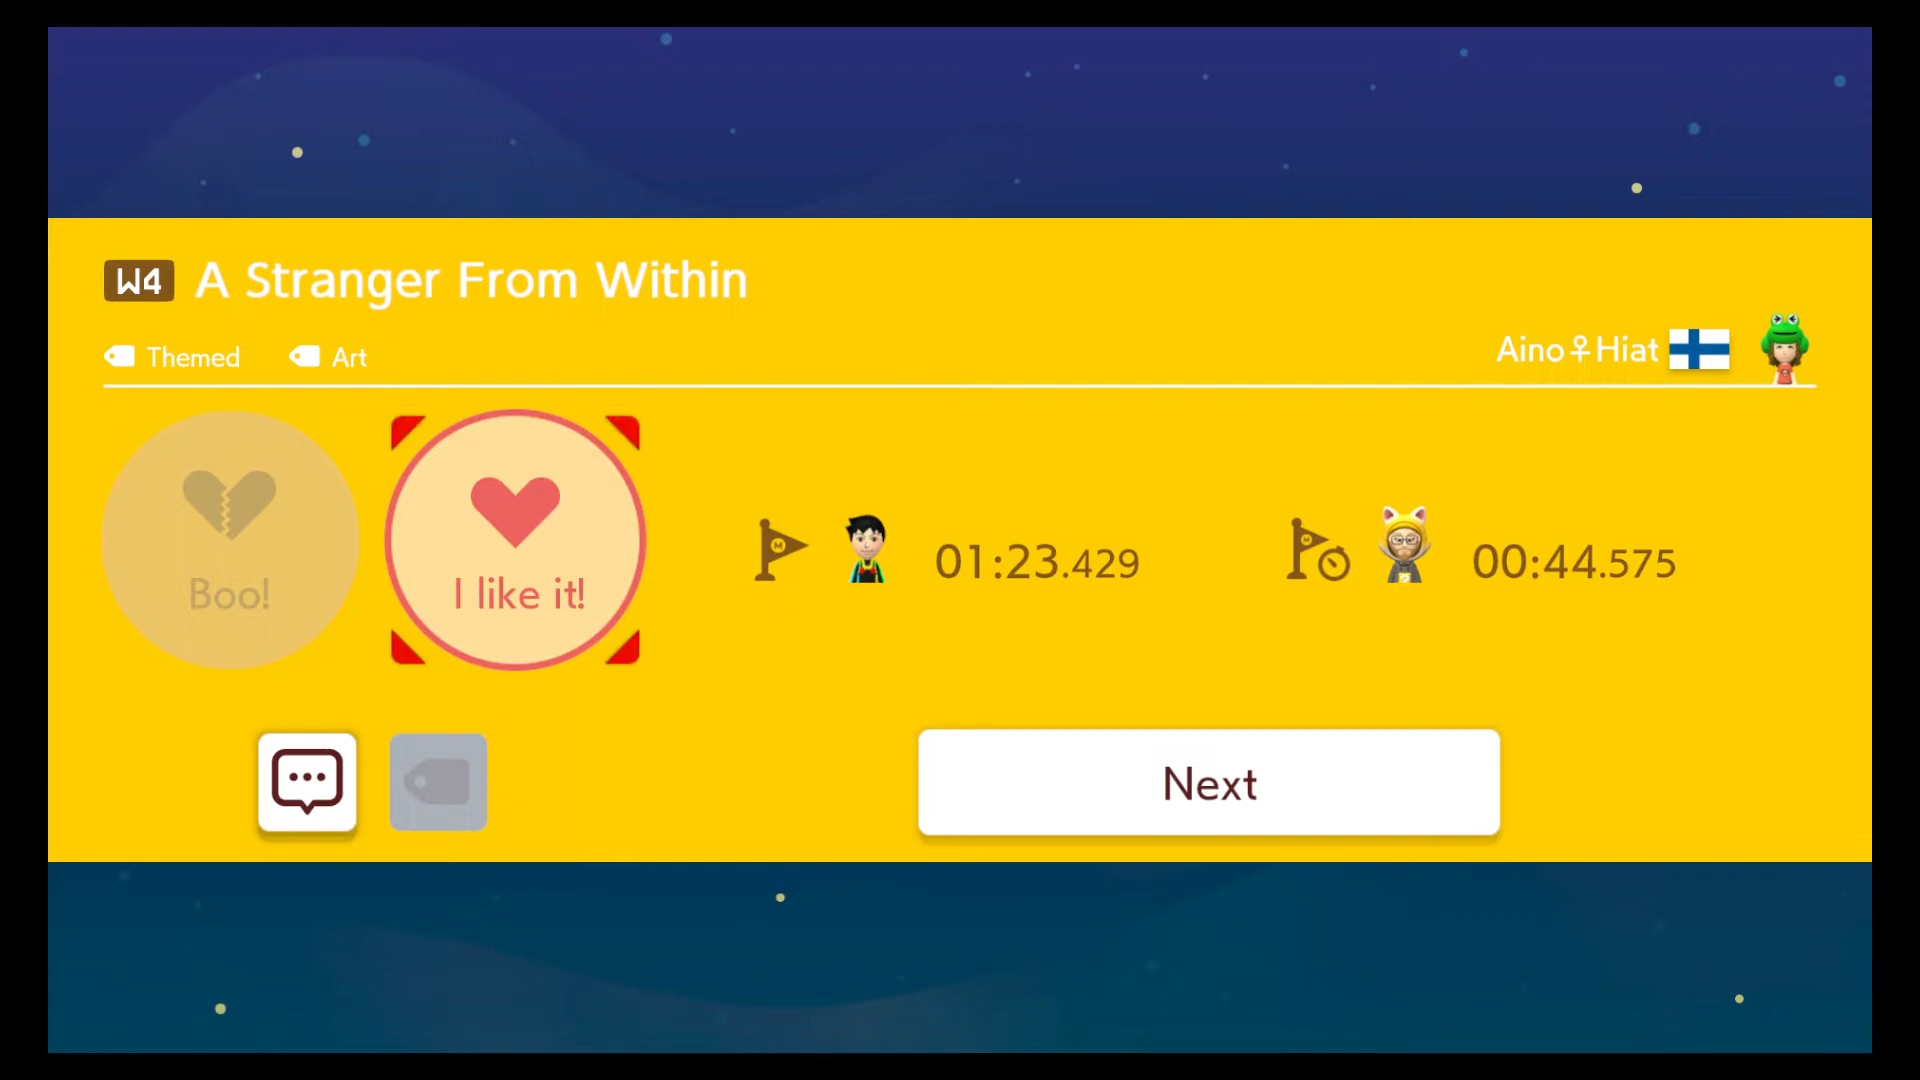 W4 A Stranger From Within
Themed Art
Aino♀Hiat
Boo!
I like it!
01:23.429
00:44.575
Next